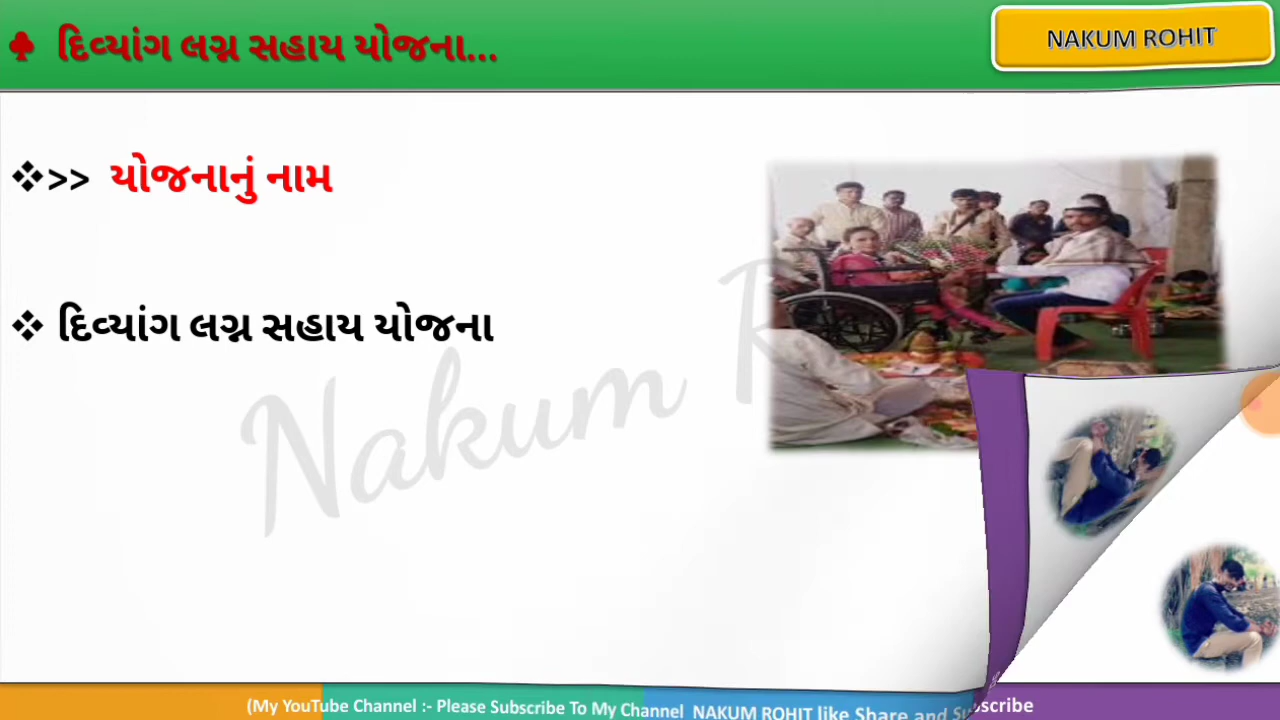 ♣ દિવ્યાંગ લગ્ન સહાય યોજના...
NAKUM ROHIT
❖>> યોજનાનું નામ
❖ દિવ્યાંગ લગ્ન સહાય યોજના
Nakum R
(My YouTube Channel :- Please Subscribe To My Channel NAKUM ROHIT like Share and